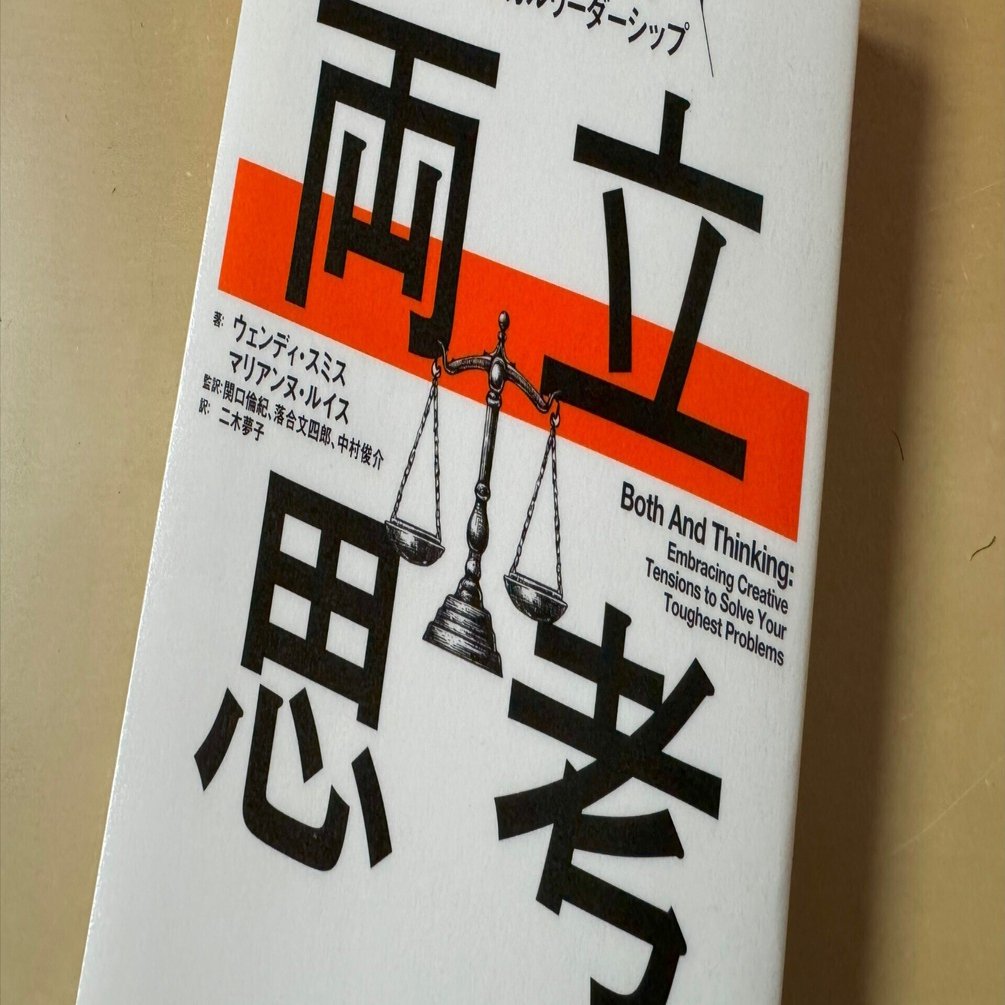 ルリーダーシップ
両立
著: ウェンディ・スミス
マリアンヌ・ルイス
監訳: 関口倫紀、落合文四郎、中村俊介
訳: 二木夢子
Both And Thinking:
Embracing Creative
Tensions to Solve Your
Toughest Problems
思考